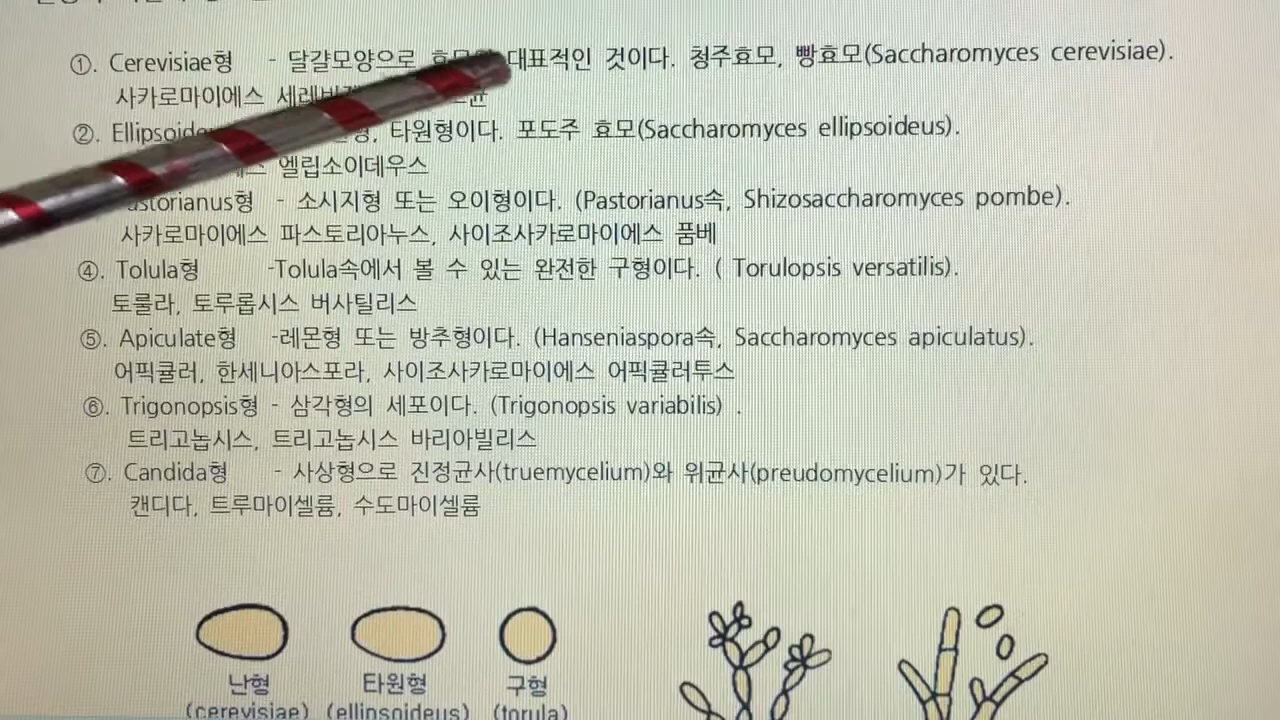 ①. Cerevisiae형 - 달걀모양으로 대표적인 것이다. 청주효모, 빵효모(Saccharomyces cerevisiae).
사카로마이에스
②. 타원형이다. 포도주 효모(Saccharomyces ellipsoideus).
엘립소이데우스
- 소시지형 또는 오이형이다. (Pastorianus속, Shizosaccharomyces pombe).
사카로마이에스 파스토리아누스, 사이조사카로마이에스 품베
④. Tolula형 -Tolula속에서 볼 수 있는 완전한 구형이다. ( Torulopsis versatilis).
토룰라, 토루롭시스 버사틸리스
⑤. Apiculate형 -레몬형 또는 방추형이다. (Hanseniaspora속, Saccharomyces apiculatus).
어픽큘러, 한세니아스포라, 사이조사카로마이에스 어픽큘러투스
⑥. Trigonopsis형 - 삼각형의 세포이다. (Trigonopsis variabilis) .
트리고놉시스, 트리고놉시스 바리아빌리스
⑦. Candida형 - 사상형으로 진정균사(truemycelium)와 위균사(preudomycelium)가 있다.
캔디다, 트루마이셀륨, 수도마이셀륨
난형 타원형 구형
(cerevisiae) (ellipsoideus) (torula)